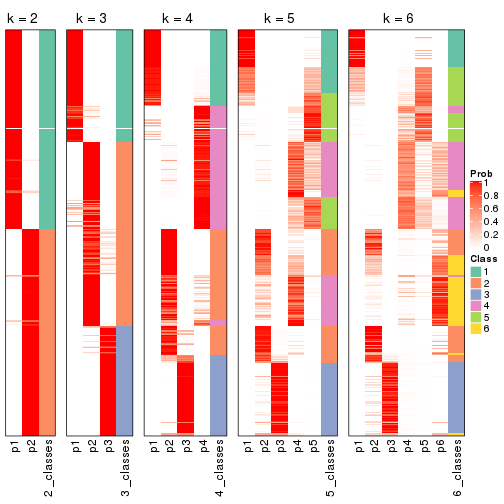 k = 2
k = 3
k = 4
k = 5
k = 6
Prob
1
0.8
0.6
0.4
0.2
0
Class
1
2
3
4
5
6
p1
p2
2_classes
p1
p2
p3
3_classes
p1
p2
p3
p4
4_classes
p1
p2
p3
p4
p5
5_classes
p1
p2
p3
p4
p5
p6
6_classes